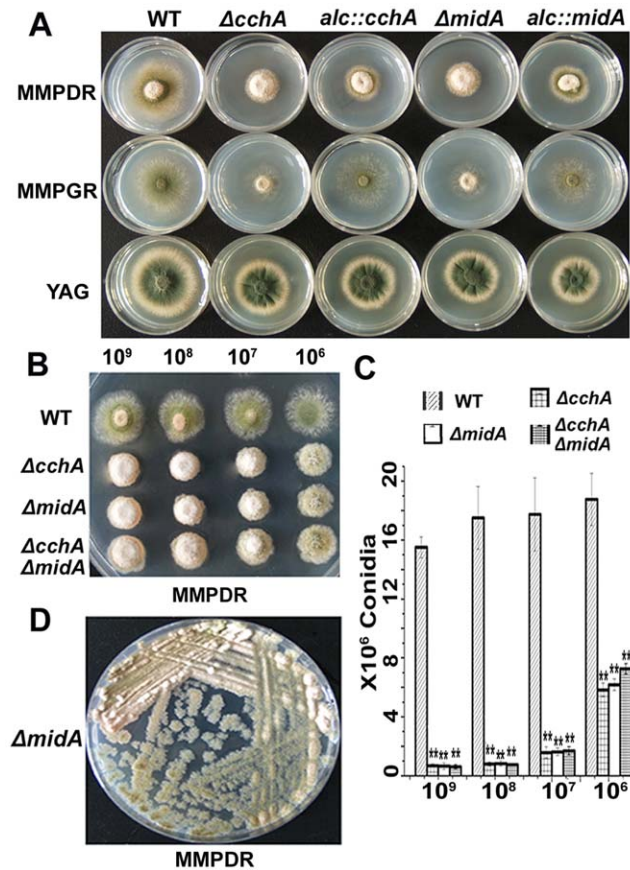 A
WT ΔcchA alc::cchA ΔmidA alc::midA
MMPDR
MMPGR
YAG
B
10⁹ 10⁸ 10⁷ 10⁶
WT
ΔcchA
ΔmidA
ΔcchA
ΔmidA
MMPDR
C
WT
ΔcchA
ΔmidA
ΔcchA
ΔmidA
X10⁶ Conidia
20
16
12
8
4
0
‡‡ ‡‡ ‡‡
‡‡ ‡‡ ‡‡
‡‡ ‡‡ ‡‡
‡‡ ‡‡ ‡‡
10⁹ 10⁸ 10⁷ 10⁶
D
ΔmidA
MMPDR